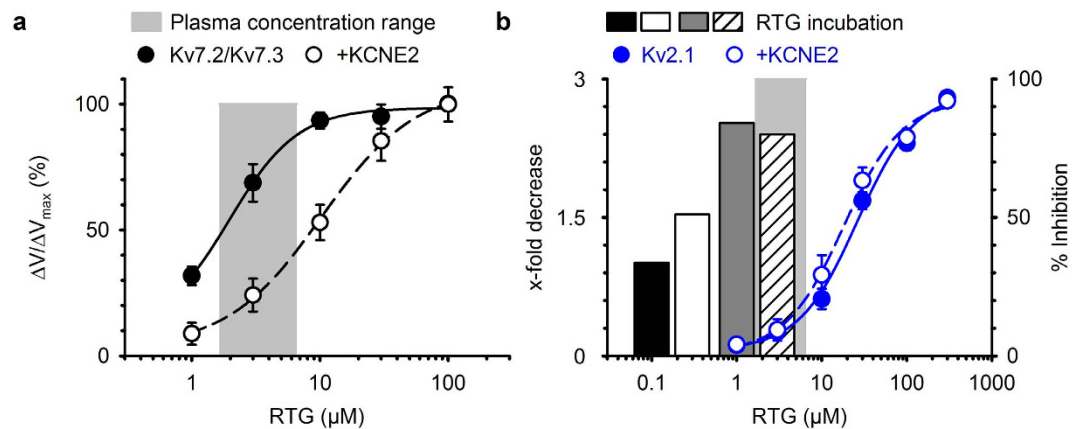 a
Plasma concentration range
Kv7.2/Kv7.3
+KCNE2
100
50
0
ΔV/ΔVmax (%)
1
10
100
RTG (µM)
b
RTG incubation
Kv2.1
+KCNE2
3
1.5
0
x-fold decrease
100
50
0
% Inhibition
0.1
1
10
100
1000
RTG (µM)